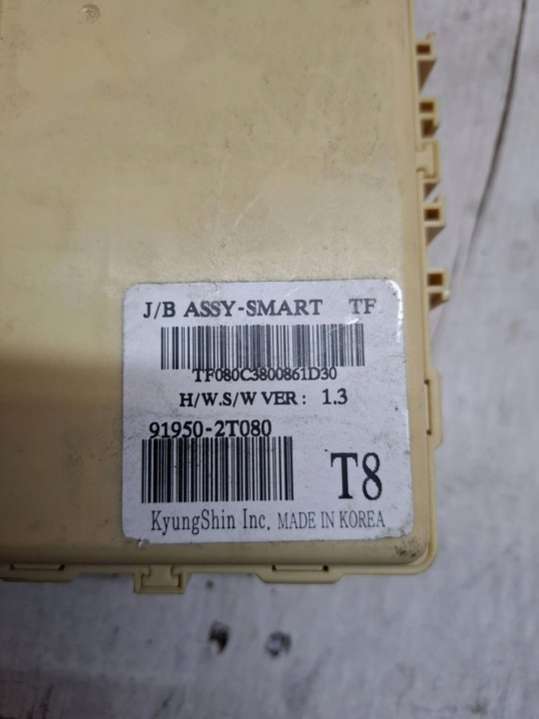 J/B ASSY-SMART TF
TF080C3800861D30
H/W.S/W VER: 1.3
91950-2T080
T8
KyungShin Inc. MADE IN KOREA